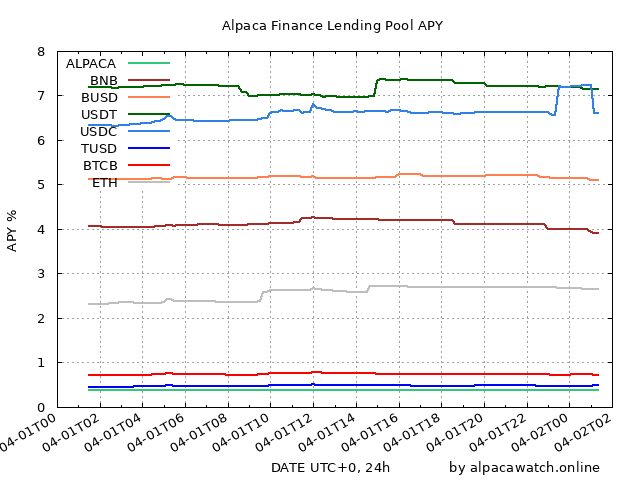 Alpaca Finance Lending Pool APY
8
7
6
5
4
3
2
1
0
APY %
ALPACA
BNB
BUSD
USDT
USDC
TUSD
BTCB
ETH
04-01T00
04-01T02
04-01T04
04-01T06
04-01T08
04-01T10
04-01T12
04-01T14
04-01T16
04-01T18
04-01T20
04-01T22
04-02T00
04-02T02
DATE UTC+0, 24h
by alpacawatch.online